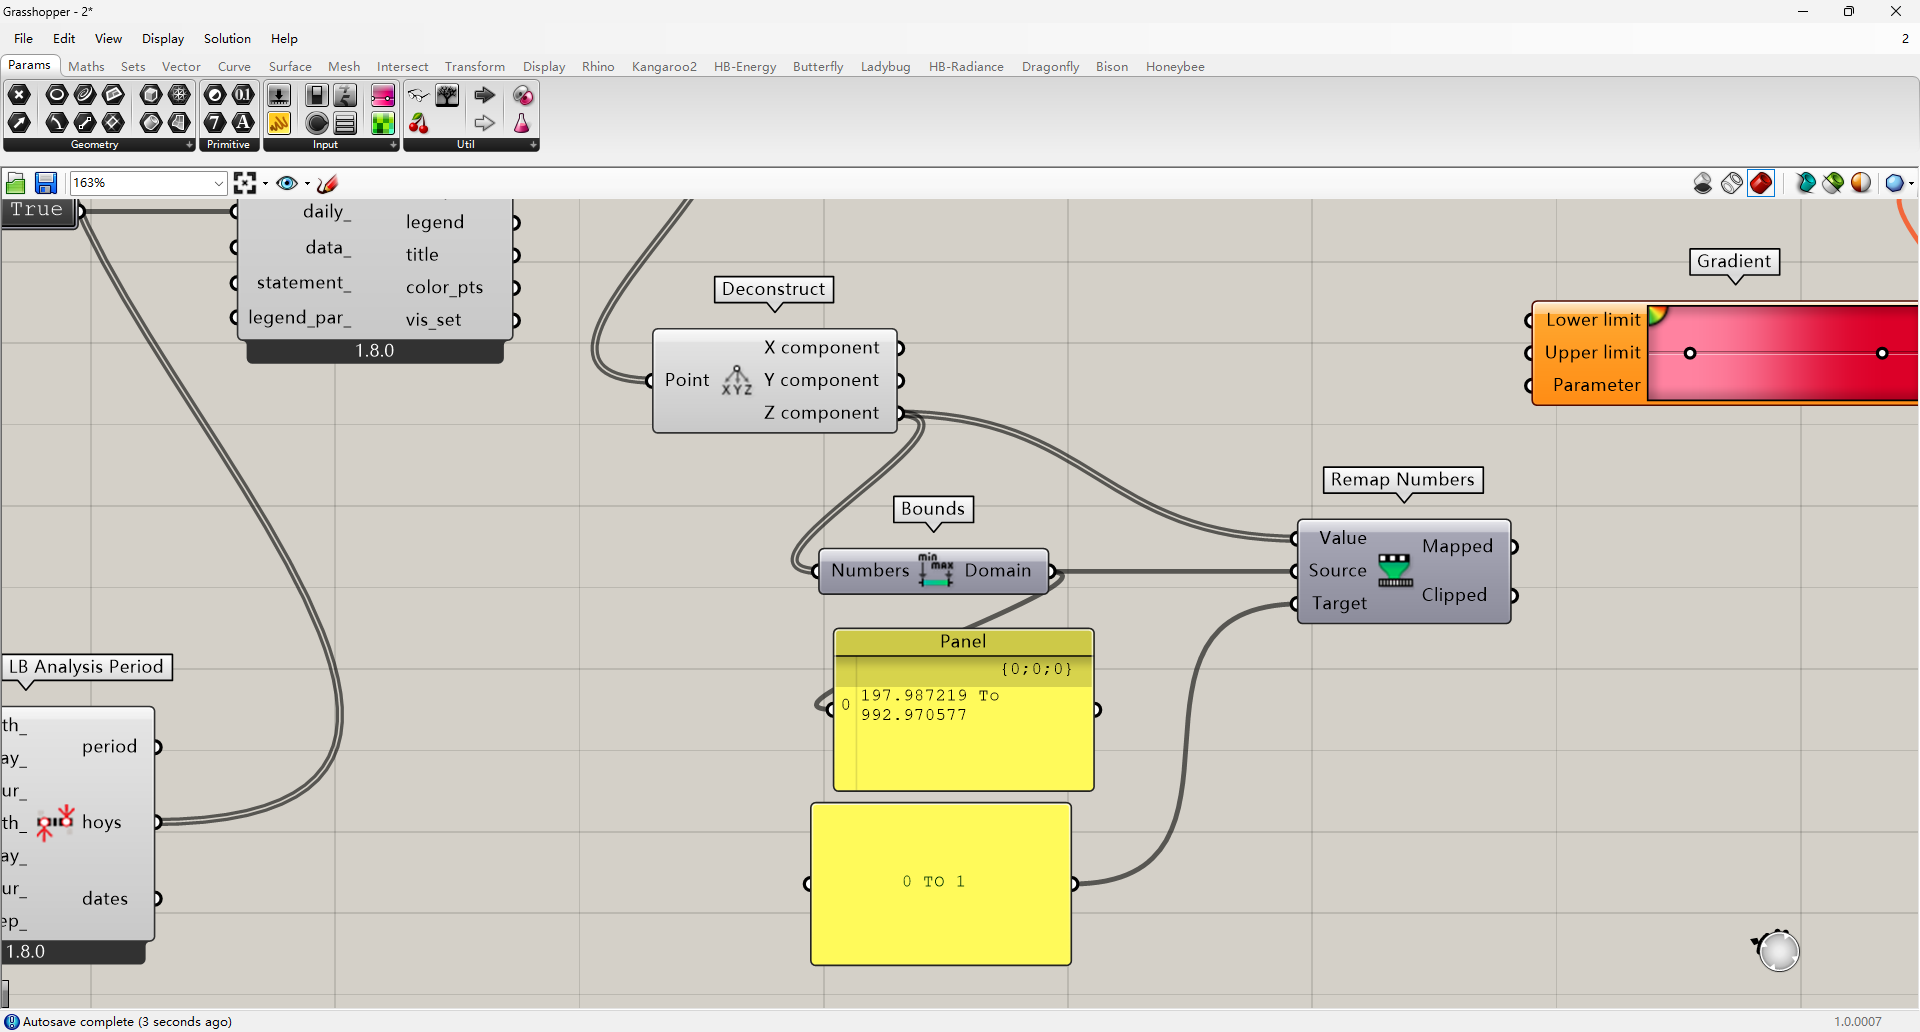 Grasshopper - 2*
File Edit View Display Solution Help 2
Params Maths Sets Vector Curve Surface Mesh Intersect Transform Display Rhino Kangaroo2 HB-Energy Butterfly Ladybug HB-Radiance Dragonfly Bison Honeybee
Geometry Primitive Input Util
163%
True
daily_
data_
statement_
legend_par_
legend
title
color_pts
vis_set
1.8.0
Deconstruct
Point
XYZ
X component
Y component
Z component
Gradient
Lower limit
Upper limit
Parameter
Bounds
Numbers
min
max
Domain
Remap Numbers
Value
Source
Target
Mapped
Clipped
Panel
{0;0;0}
0
197.987219 To
992.970577
0 TO 1
LB Analysis Period
th_
ay_
ur_
th_
ay_
ur_
ep_
period
hoys
dates
1.8.0
Autosave complete (3 seconds ago)
1.0.0007